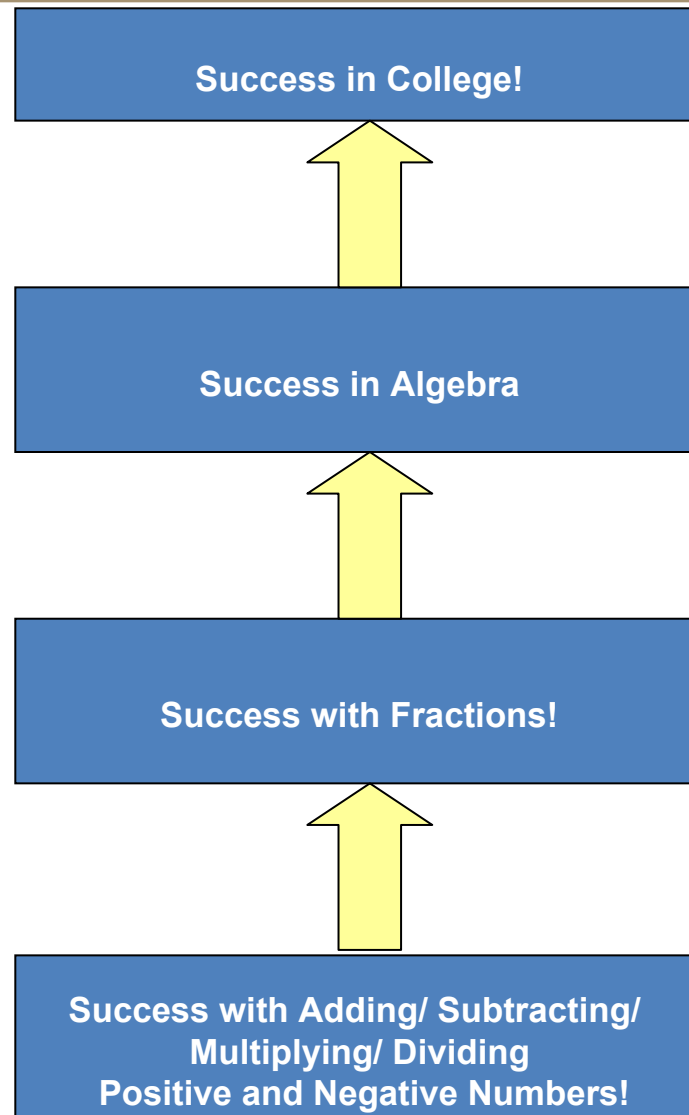 Success in College!
Success in Algebra
Success with Fractions!
Success with Adding/ Subtracting/
Multiplying/ Dividing
Positive and Negative Numbers!